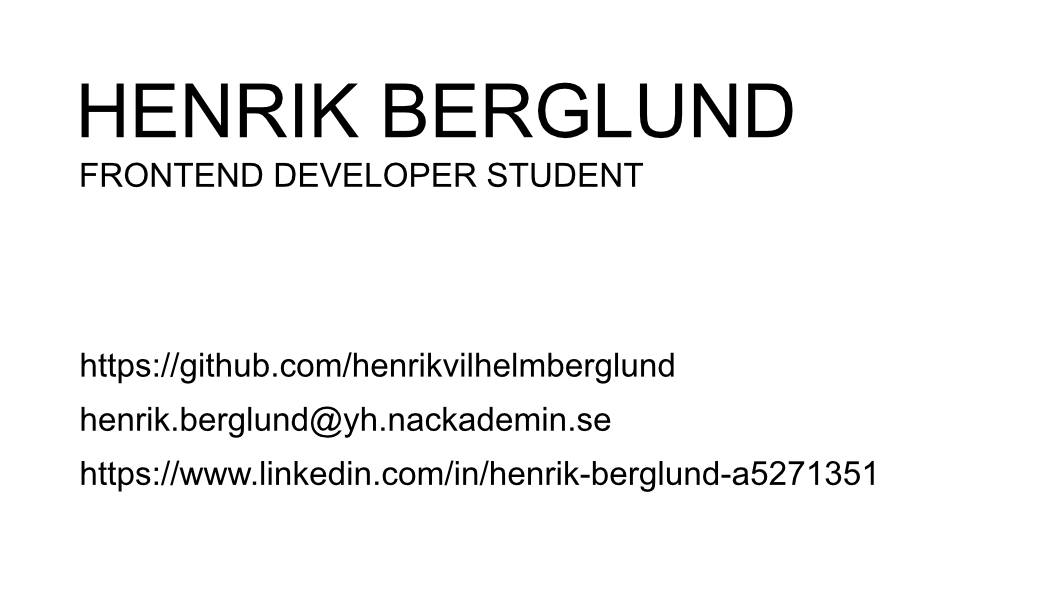 HENRIK BERGLUND
FRONTEND DEVELOPER STUDENT
https://github.com/henrikvilhelmberglund
henrik.berglund@yh.nackademin.se
https://www.linkedin.com/in/henrik-berglund-a5271351